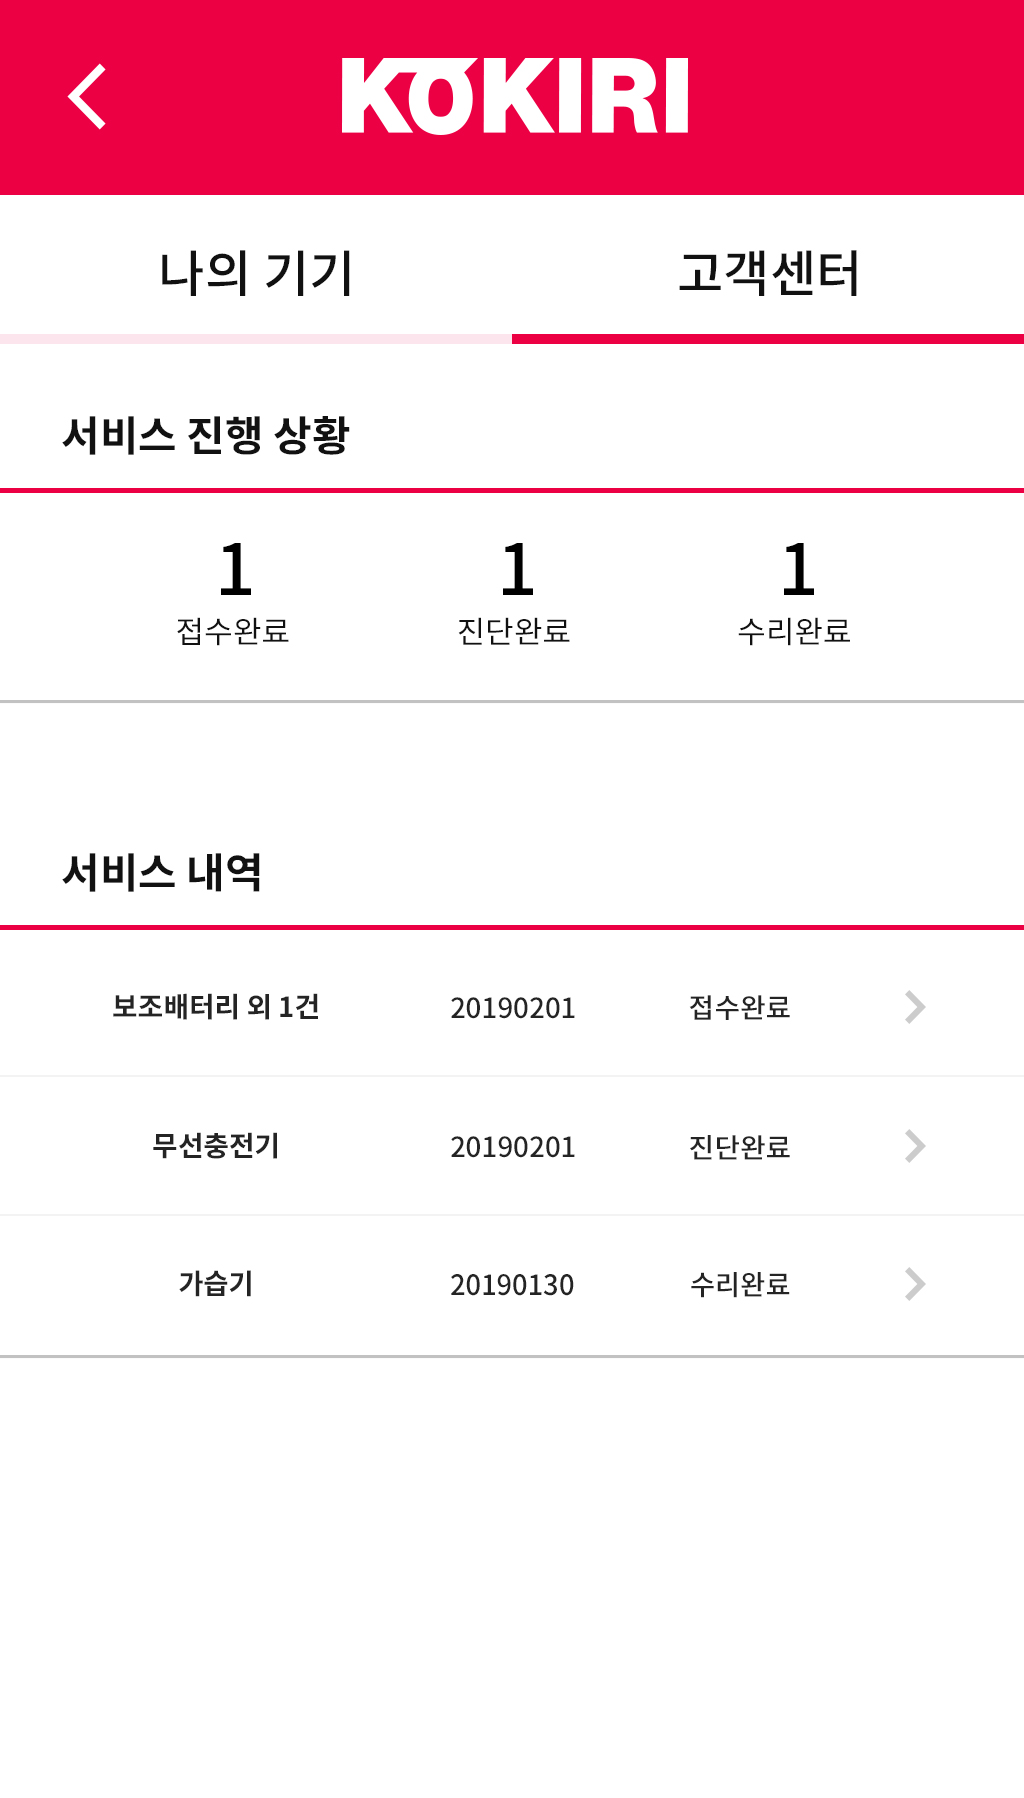 KOKIRI
나의 기기 고객센터
서비스 진행 상황
1 1 1
접수완료 진단완료 수리완료
서비스 내역
보조배터리 외 1건 20190201 접수완료
무선충전기 20190201 진단완료
가습기 20190130 수리완료